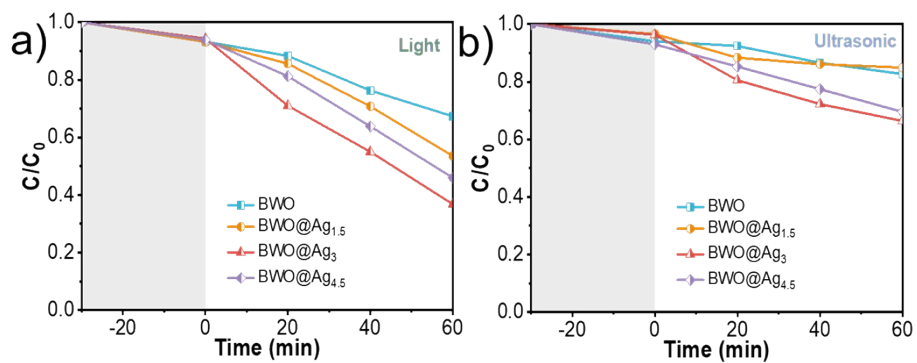 a)
Light
C/C₀
1.0
0.8
0.6
0.4
0.2
0.0
BWO
BWO@Ag₁.₅
BWO@Ag₃
BWO@Ag₄.₅
-20 0 20 40 60
Time (min)
b)
Ultrasonic
C/C₀
1.0
0.8
0.6
0.4
0.2
0.0
BWO
BWO@Ag₁.₅
BWO@Ag₃
BWO@Ag₄.₅
-20 0 20 40 60
Time (min)